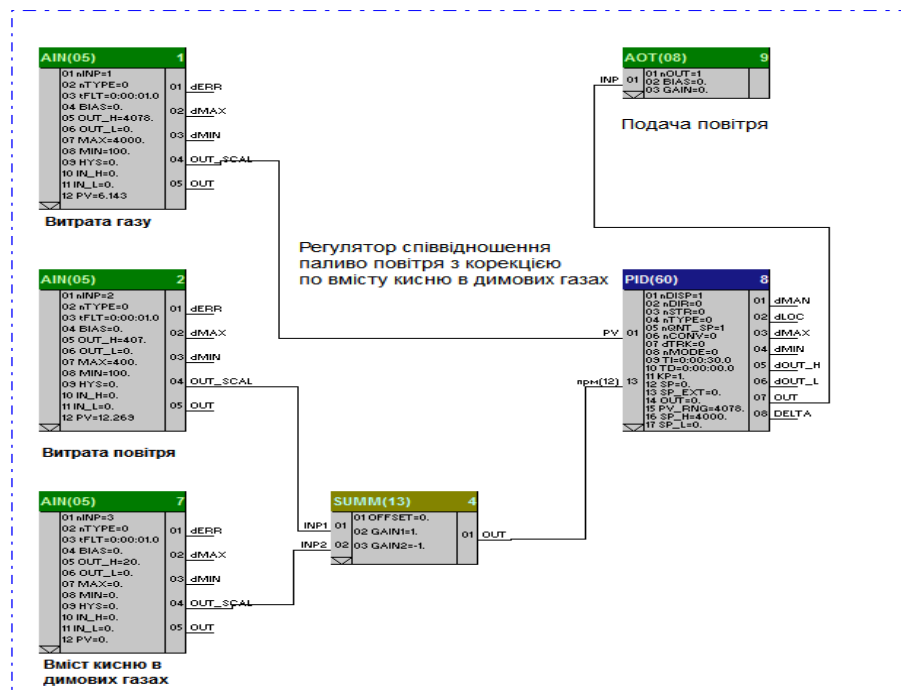 AIN(05) 1
01 nINP=1
02 nTYPE=0
03 tFLT=0:00:01.0
04 BIAS=0.
05 OUT_H=4078.
06 OUT_L=0.
07 MAX=4000.
08 MIN=100.
09 HYS=0.
10 IN_H=0.
11 IN_L=0.
12 PV=6.143
01 dERR
02 dMAX
03 dMIN
04 OUT_SCAL
05 OUT
Витрата газу
AOT(08) 9
INP 01
01 nOUT=1
02 BIAS=0.
03 GAIN=0.
Подача повітря
Регулятор співвідношення
паливо повітря з корекцією
по вмісту кисню в димових газах
AIN(05) 2
01 nINP=2
02 nTYPE=0
03 tFLT=0:00:01.0
04 BIAS=0.
05 OUT_H=407.
06 OUT_L=0.
07 MAX=400.
08 MIN=100.
09 HYS=0.
10 IN_H=0.
11 IN_L=0.
12 PV=12.269
01 dERR
02 dMAX
03 dMIN
04 OUT_SCAL
05 OUT
Витрата повітря
PID(60) 8
PV 01
прм(12) 13
01 nDISP=1
02 nDIR=0
03 nSTR=0
04 nTYPE=0
05 nQNT_SP=1
06 nCONV=0
07 dTRK=0
08 nMODE=0
09 TI=0:00:30.0
10 TD=0:00:00.0
11 KP=1.
12 SP=0.
13 SP_EXT=0.
14 OUT=0.
15 PV_RNG=4078.
16 SP_H=4000.
17 SP_L=0.
01 dMAN
02 dLOC
03 dMAX
04 dMIN
05 dOUT_H
06 dOUT_L
07 OUT
08 DELTA
AIN(05) 7
01 nINP=3
02 nTYPE=0
03 tFLT=0:00:01.0
04 BIAS=0.
05 OUT_H=20.
06 OUT_L=0.
07 MAX=0.
08 MIN=0.
09 HYS=0.
10 IN_H=0.
11 IN_L=0.
12 PV=0.
01 dERR
02 dMAX
03 dMIN
04 OUT_SCAL
05 OUT
Вміст кисню в
димових газах
SUMM(13) 4
INP1 01
INP2 02
01 OFFSET=0.
02 GAIN1=1.
03 GAIN2=-1.
01 OUT